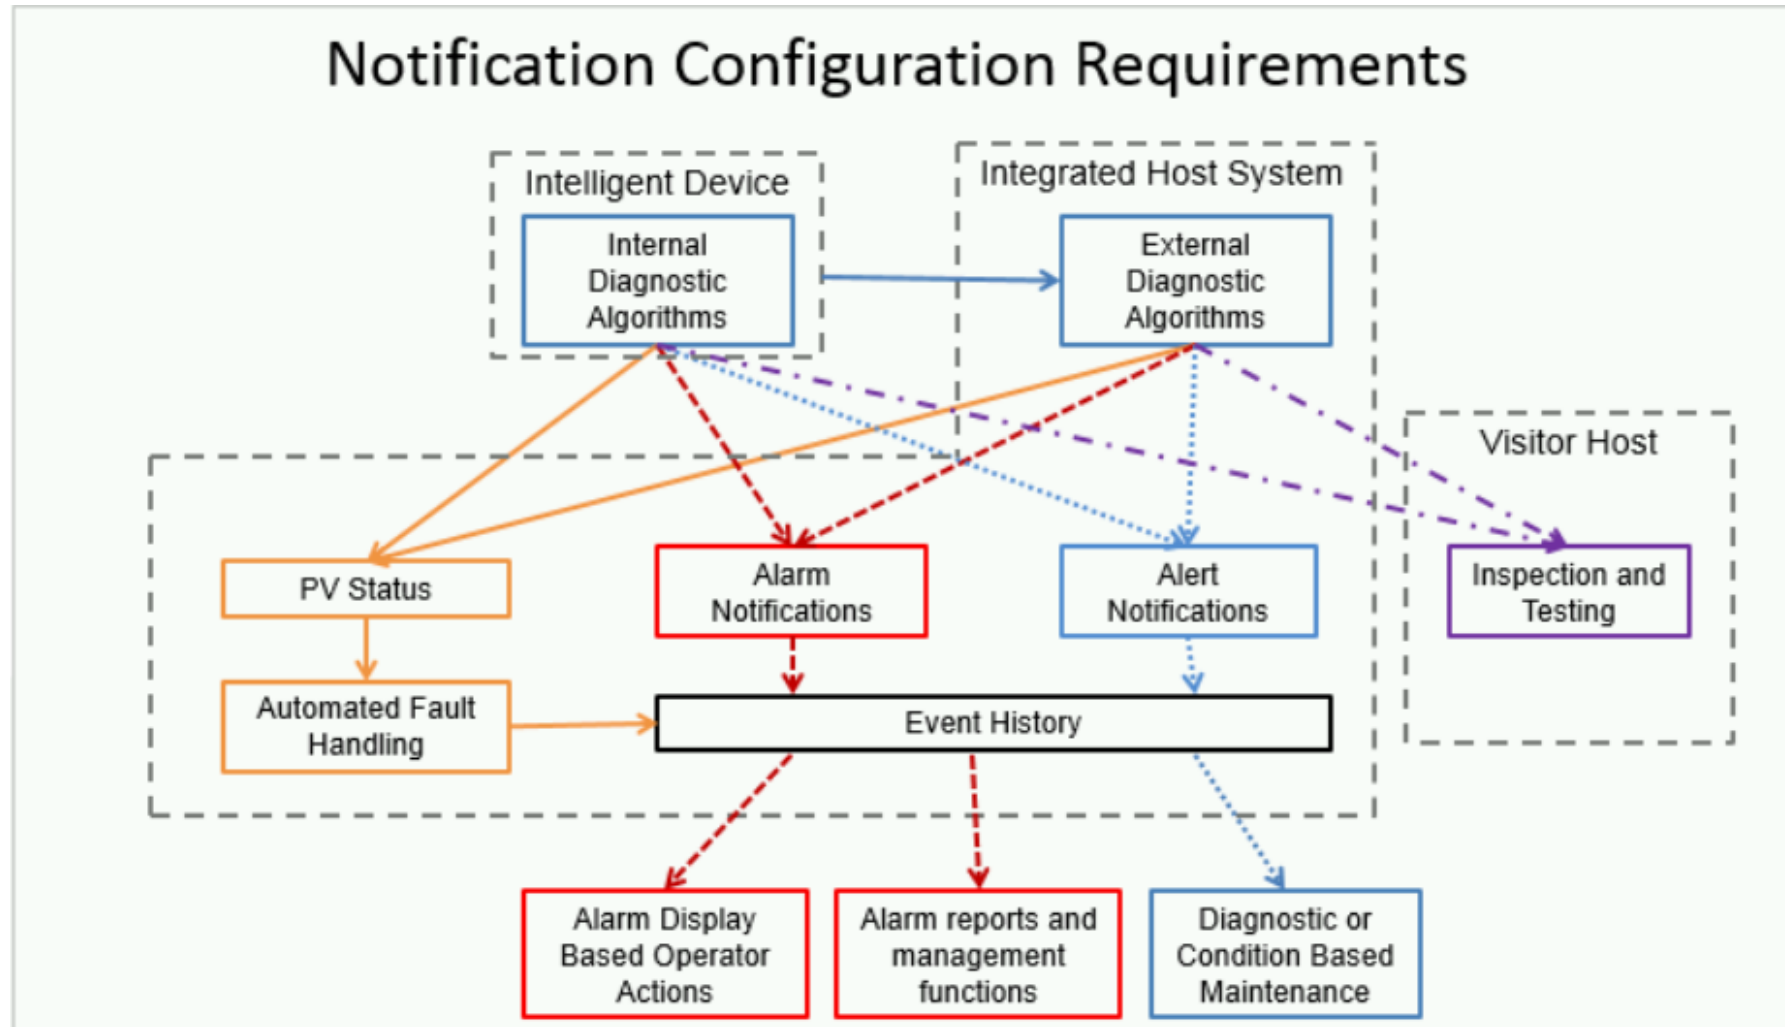 Notification Configuration Requirements
Intelligent Device
Integrated Host System
Internal
Diagnostic
Algorithms
External
Diagnostic
Algorithms
Visitor Host
PV Status
Alarm
Notifications
Alert
Notifications
Inspection and
Testing
Automated Fault
Handling
Event History
Alarm Display
Based Operator
Actions
Alarm reports and
management
functions
Diagnostic or
Condition Based
Maintenance